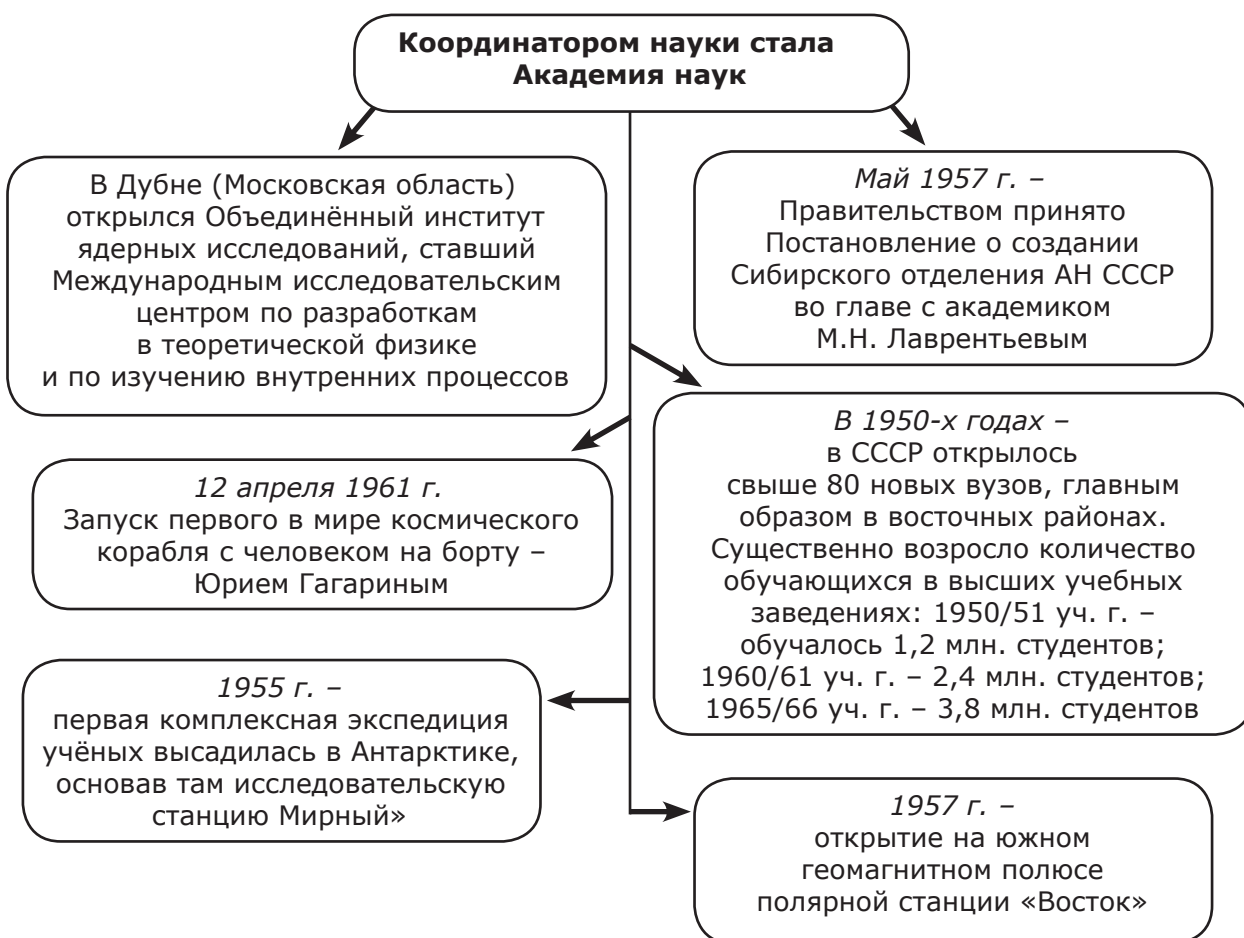 Координатором науки стала
Академия наук
В Дубне (Московская область)
открылся Объединённый институт
ядерных исследований, ставший
Международным исследовательским
центром по разработкам
в теоретической физике
и по изучению внутренних процессов
Май 1957 г. –
Правительством принято
Постановление о создании
Сибирского отделения АН СССР
во главе с академиком
М.Н. Лаврентьевым
12 апреля 1961 г.
Запуск первого в мире космического
корабля с человеком на борту –
Юрием Гагариным
В 1950-х годах –
в СССР открылось
свыше 80 новых вузов, главным
образом в восточных районах.
Существенно возросло количество
обучающихся в высших учебных
заведениях: 1950/51 уч. г. –
обучалось 1,2 млн. студентов;
1960/61 уч. г. – 2,4 млн. студентов;
1965/66 уч. г. – 3,8 млн. студентов
1955 г. –
первая комплексная экспедиция
учёных высадилась в Антарктике,
основав там исследовательскую
станцию Мирный»
1957 г. –
открытие на южном
геомагнитном полюсе
полярной станции «Восток»